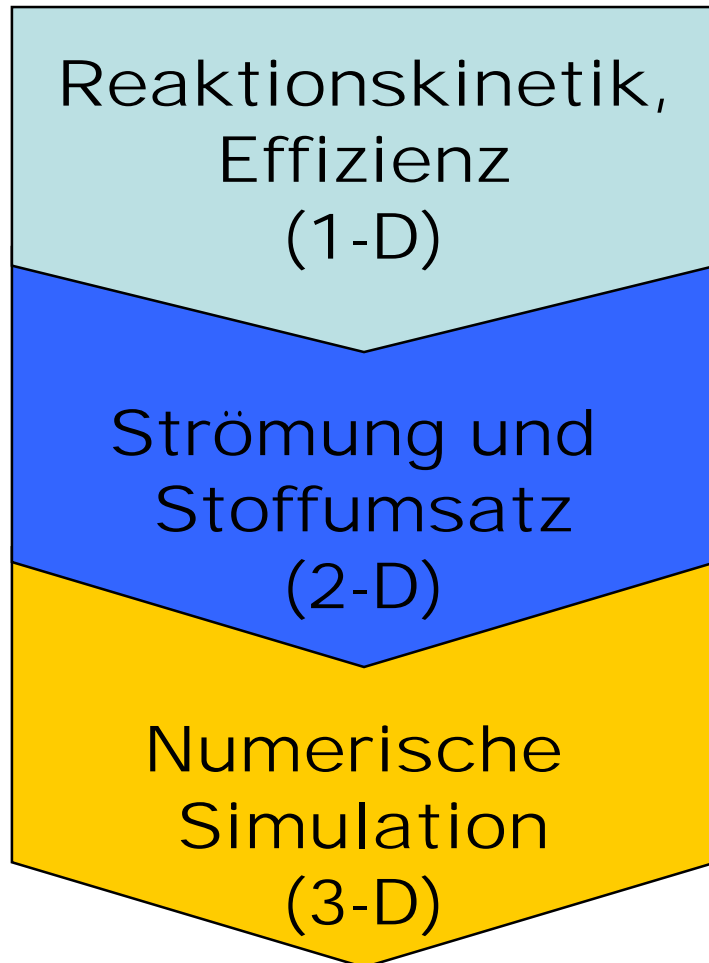 Reaktionskinetik,
Effizienz
(1-D)
Strömung und
Stoffumsatz
(2-D)
Numerische
Simulation
(3-D)